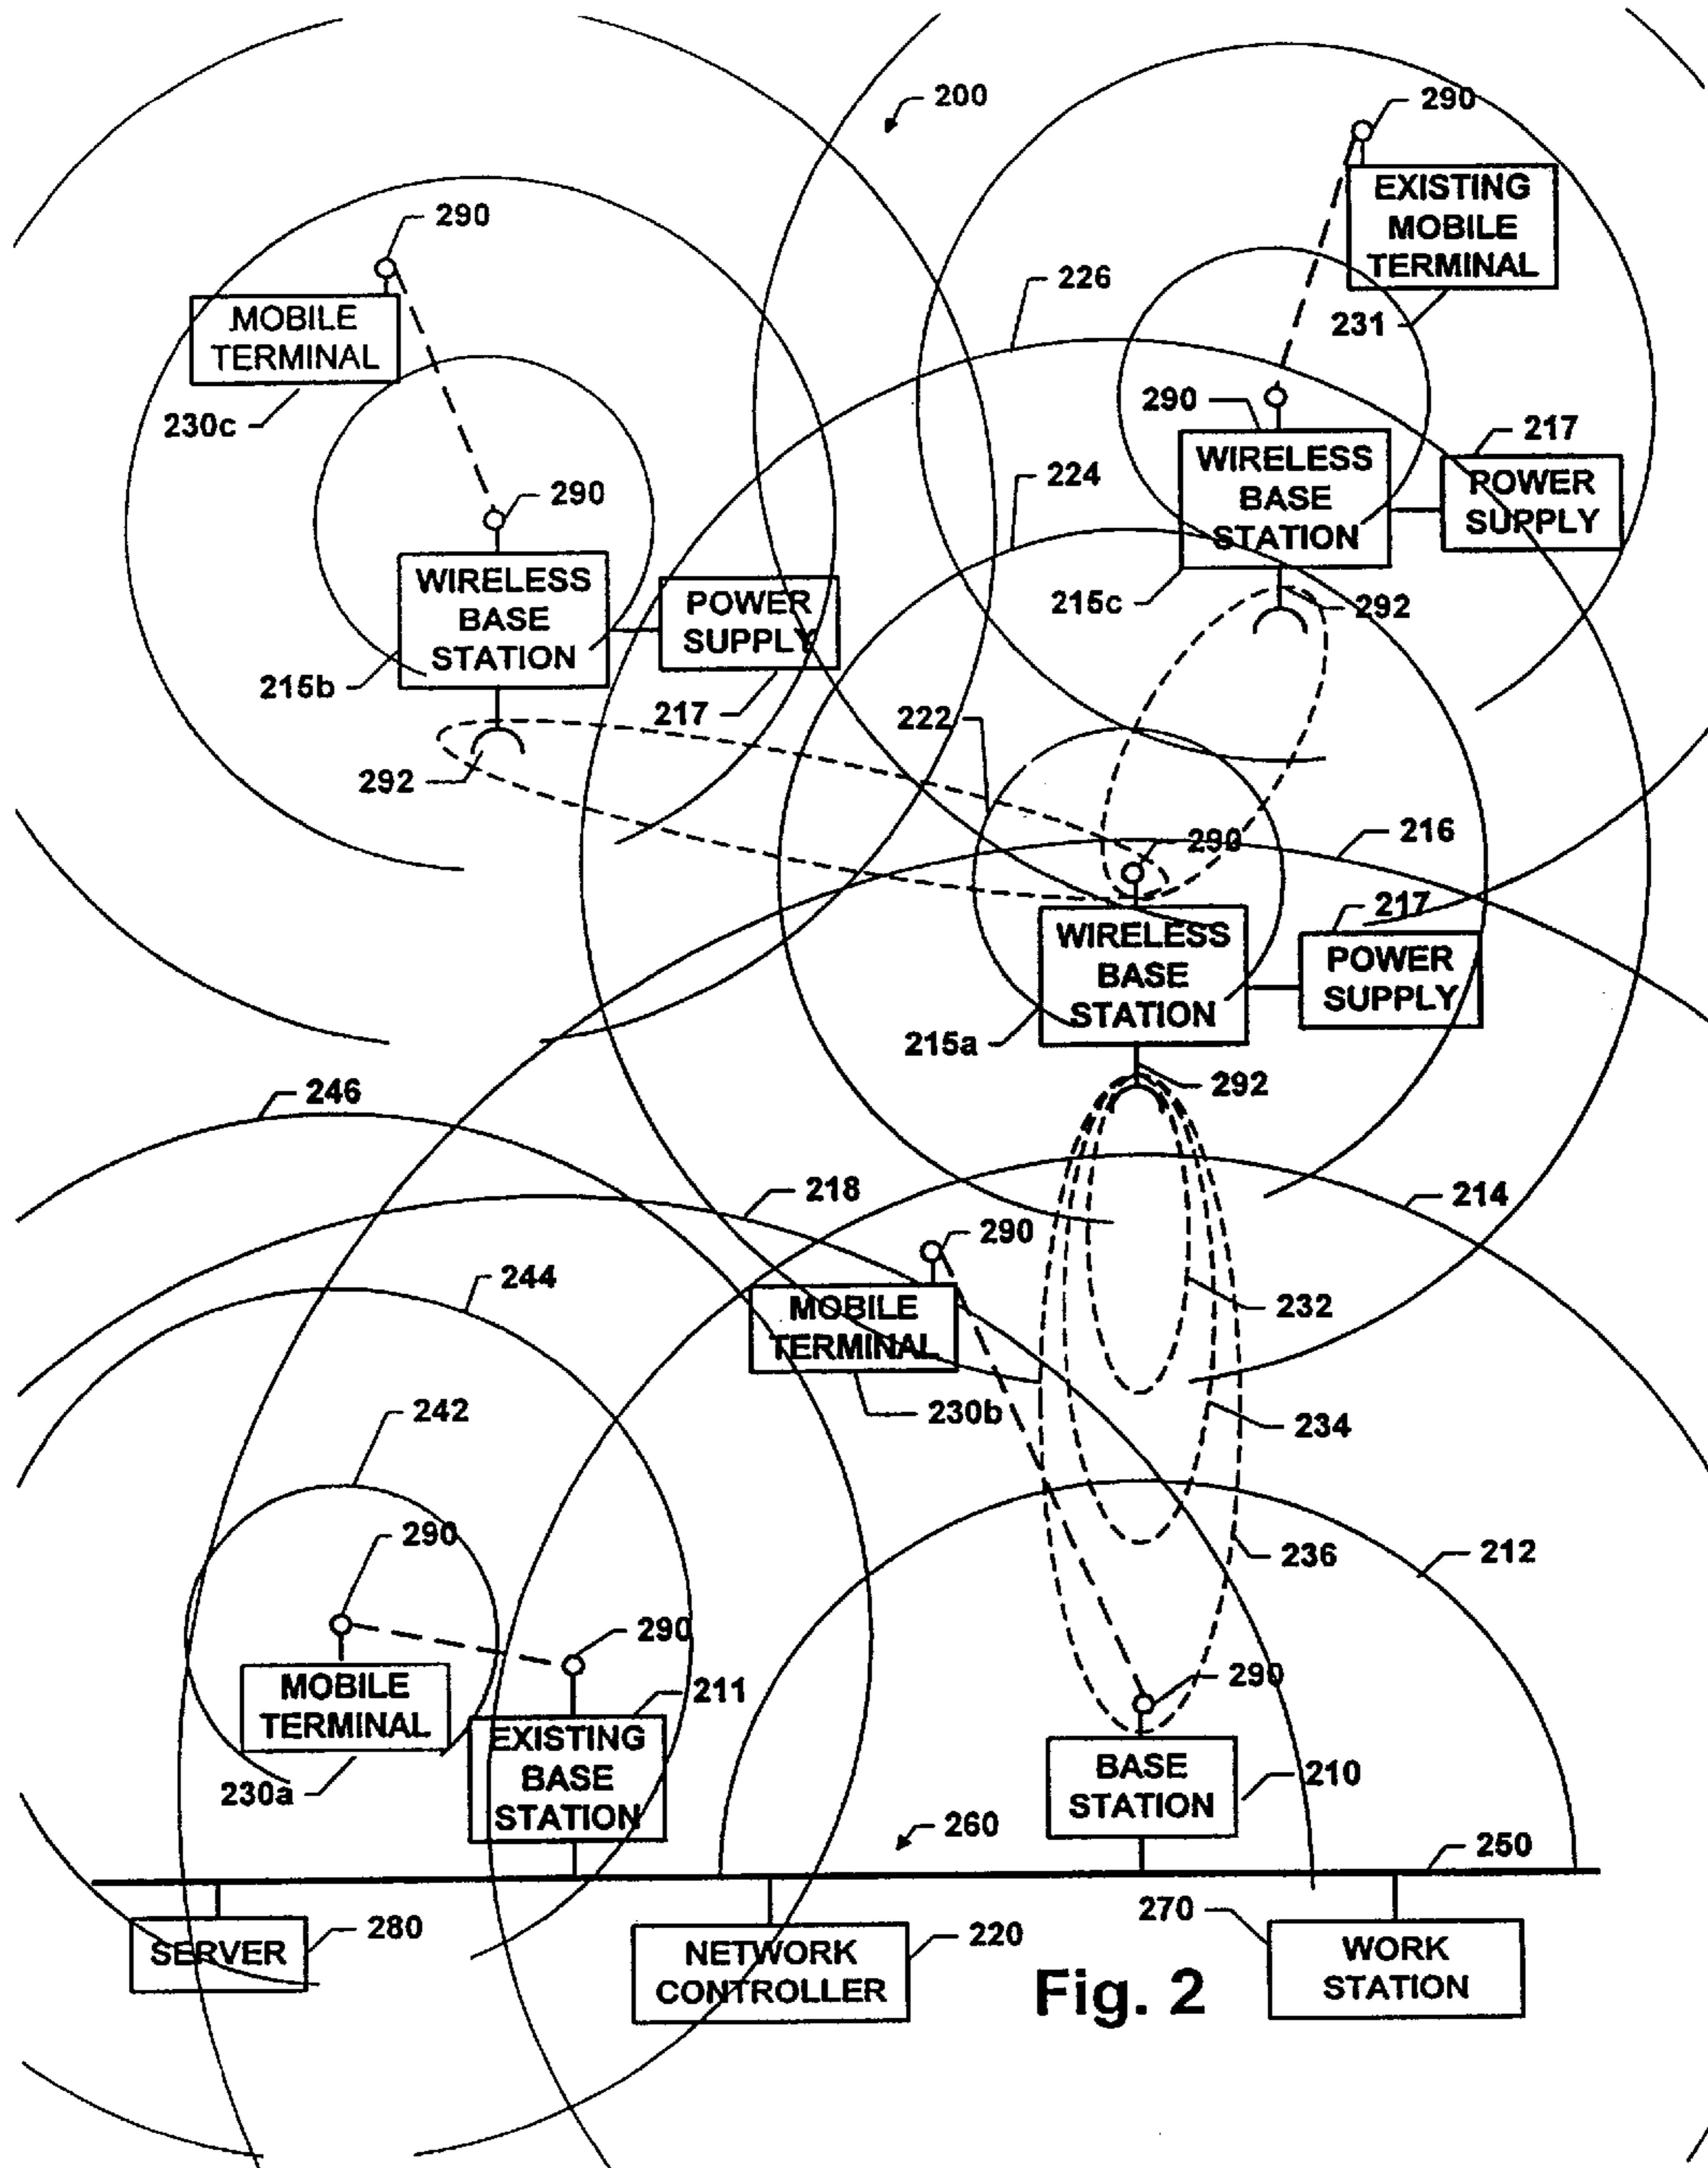 200
290
EXISTING
MOBILE
TERMINAL
231
290
MOBILE
TERMINAL
230c
226
290
WIRELESS
BASE
STATION
217
POWER
SUPPLY
215c
292
224
290
WIRELESS
BASE
STATION
POWER
SUPPLY
215b
217
292
222
290
216
WIRELESS
BASE
STATION
217
POWER
SUPPLY
215a
292
246
218
214
290
244
MOBILE
TERMINAL
232
230b
234
242
290
236
212
290
211
290
MOBILE
TERMINAL
230a
EXISTING
BASE
STATION
BASE
STATION
210
260
250
SERVER
280
NETWORK
CONTROLLER
220
270
WORK
STATION
Fig. 2